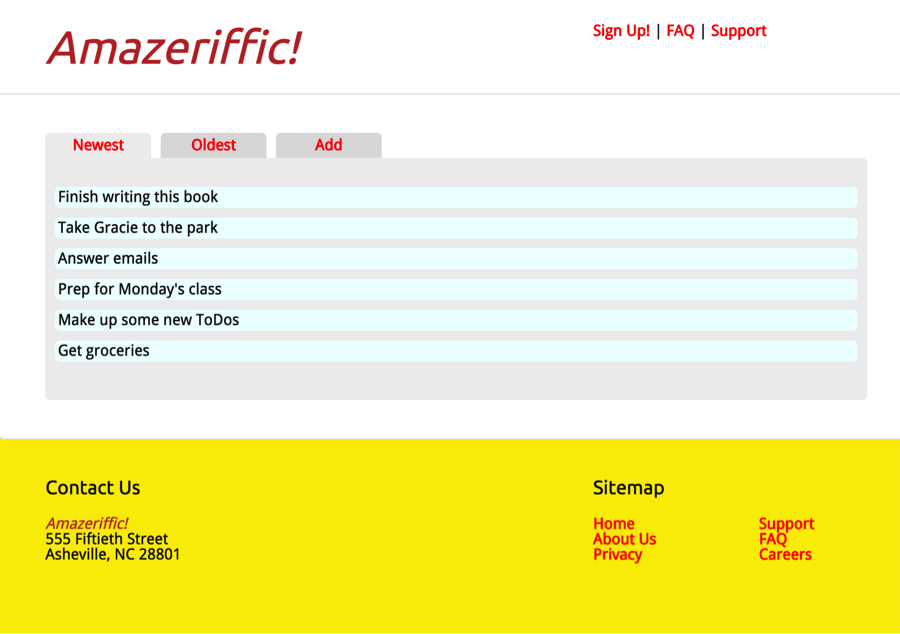 Amazeriffic!
Sign Up! | FAQ | Support
Newest
Oldest
Add
Finish writing this book
Take Gracie to the park
Answer emails
Prep for Monday's class
Make up some new ToDos
Get groceries
Contact Us
Amazeriffic!
555 Fiftieth Street
Asheville, NC 28801
Sitemap
Home
About Us
Privacy
Support
FAQ
Careers